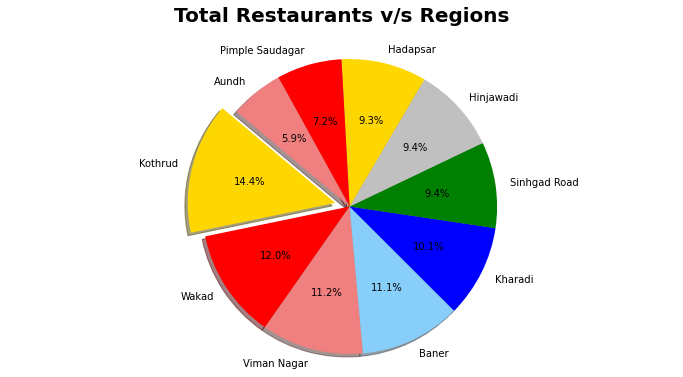 Total Restaurants v/s Regions
Pimple Saudagar
Hadapsar
Aundh
Hinjawadi
Kothrud
Sinhgad Road
Wakad
Kharadi
Viman Nagar
Baner
7.2%
9.3%
5.9%
9.4%
14.4%
9.4%
12.0%
10.1%
11.2%
11.1%